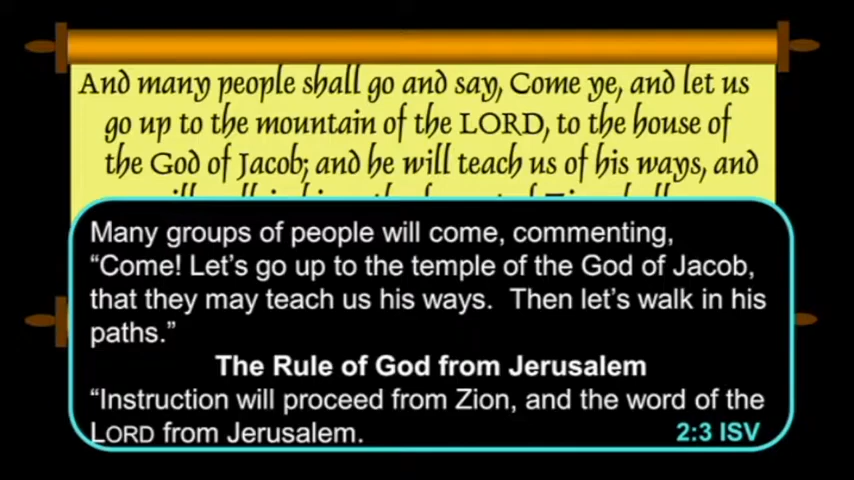 And many people shall go and say, Come ye, and let us
go up to the mountain of the LORD, to the house of
the God of Jacob; and he will teach us of his ways, and
Many groups of people will come, commenting,
“Come! Let’s go up to the temple of the God of Jacob,
that they may teach us his ways. Then let’s walk in his
paths.”
The Rule of God from Jerusalem
“Instruction will proceed from Zion, and the word of the
LORD from Jerusalem. 2:3 ISV